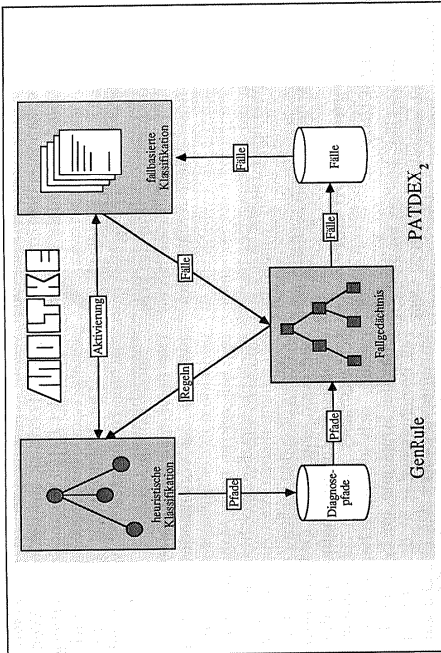 MOLTKE
heuristische
Klassifikation
Aktivierung
fallbasierte
Klassifikation
Regeln
Fälle
Pfade
Fälle
Diagnose-
pfade
Pfade
Fallgedächtnis
Fälle
Fälle
GenRule
PATDEX2